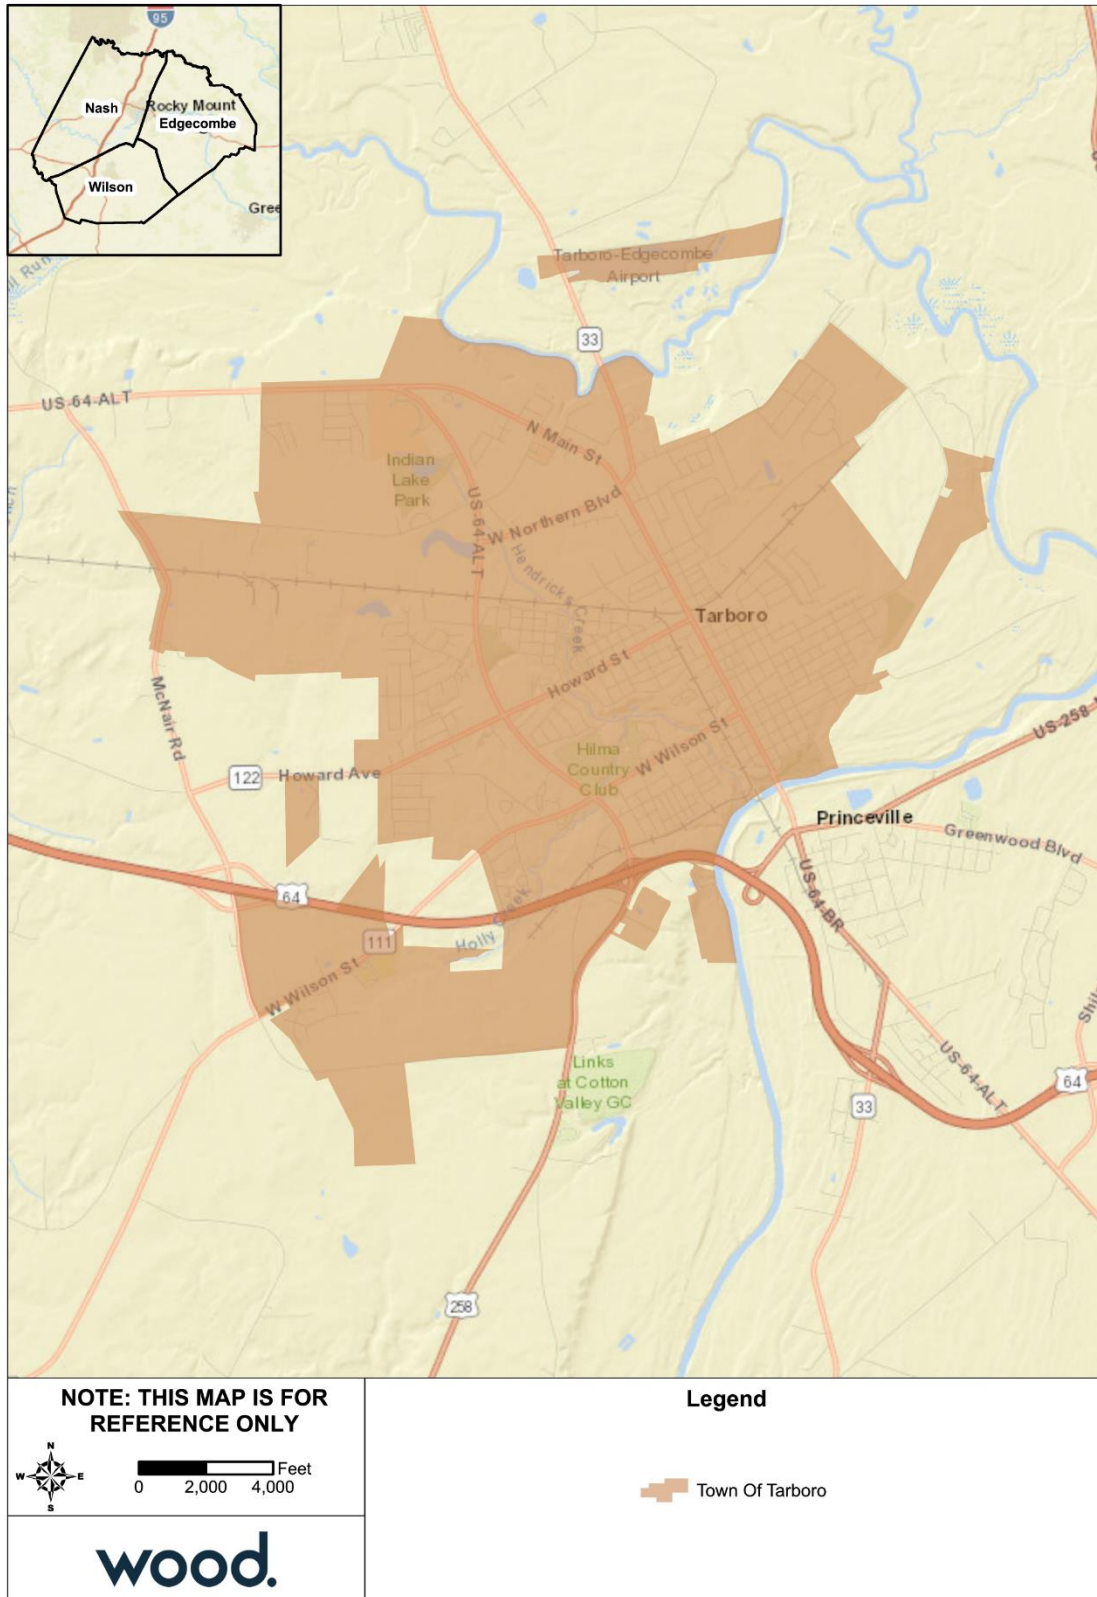 95
Nash
Rocky Mount
Edgecombe
Wilson
Gree
Run
Tarboro-Edgecombe
Airport
33
US-64-ALT
N Main St
Indian
Lake
Park
US-64-ALT
W Northern Blvd
Hendricks Creek
Tarboro
Howard St
McNair Rd
US-258
Hilma
Country
Club
W Wilson St
122
Howard Ave
Princeville
Greenwood Blvd
64
US-64-BR
111
Holly Creek
W Wilson St
Links
at Cotton
Valley GC
US-64-ALT
64
33
258
NOTE: THIS MAP IS FOR
REFERENCE ONLY
N
W
E
S
Feet
0 2,000 4,000
Legend
Town Of Tarboro
wood.